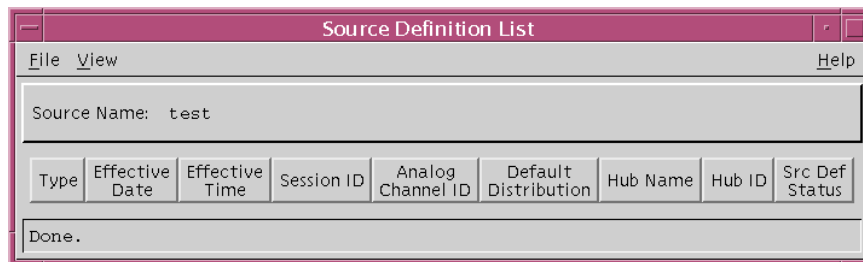 Source Definition List
File View Help
Source Name: test
Type Effective Date Effective Time Session ID Analog Channel ID Default Distribution Hub Name Hub ID Src Def Status
Done.